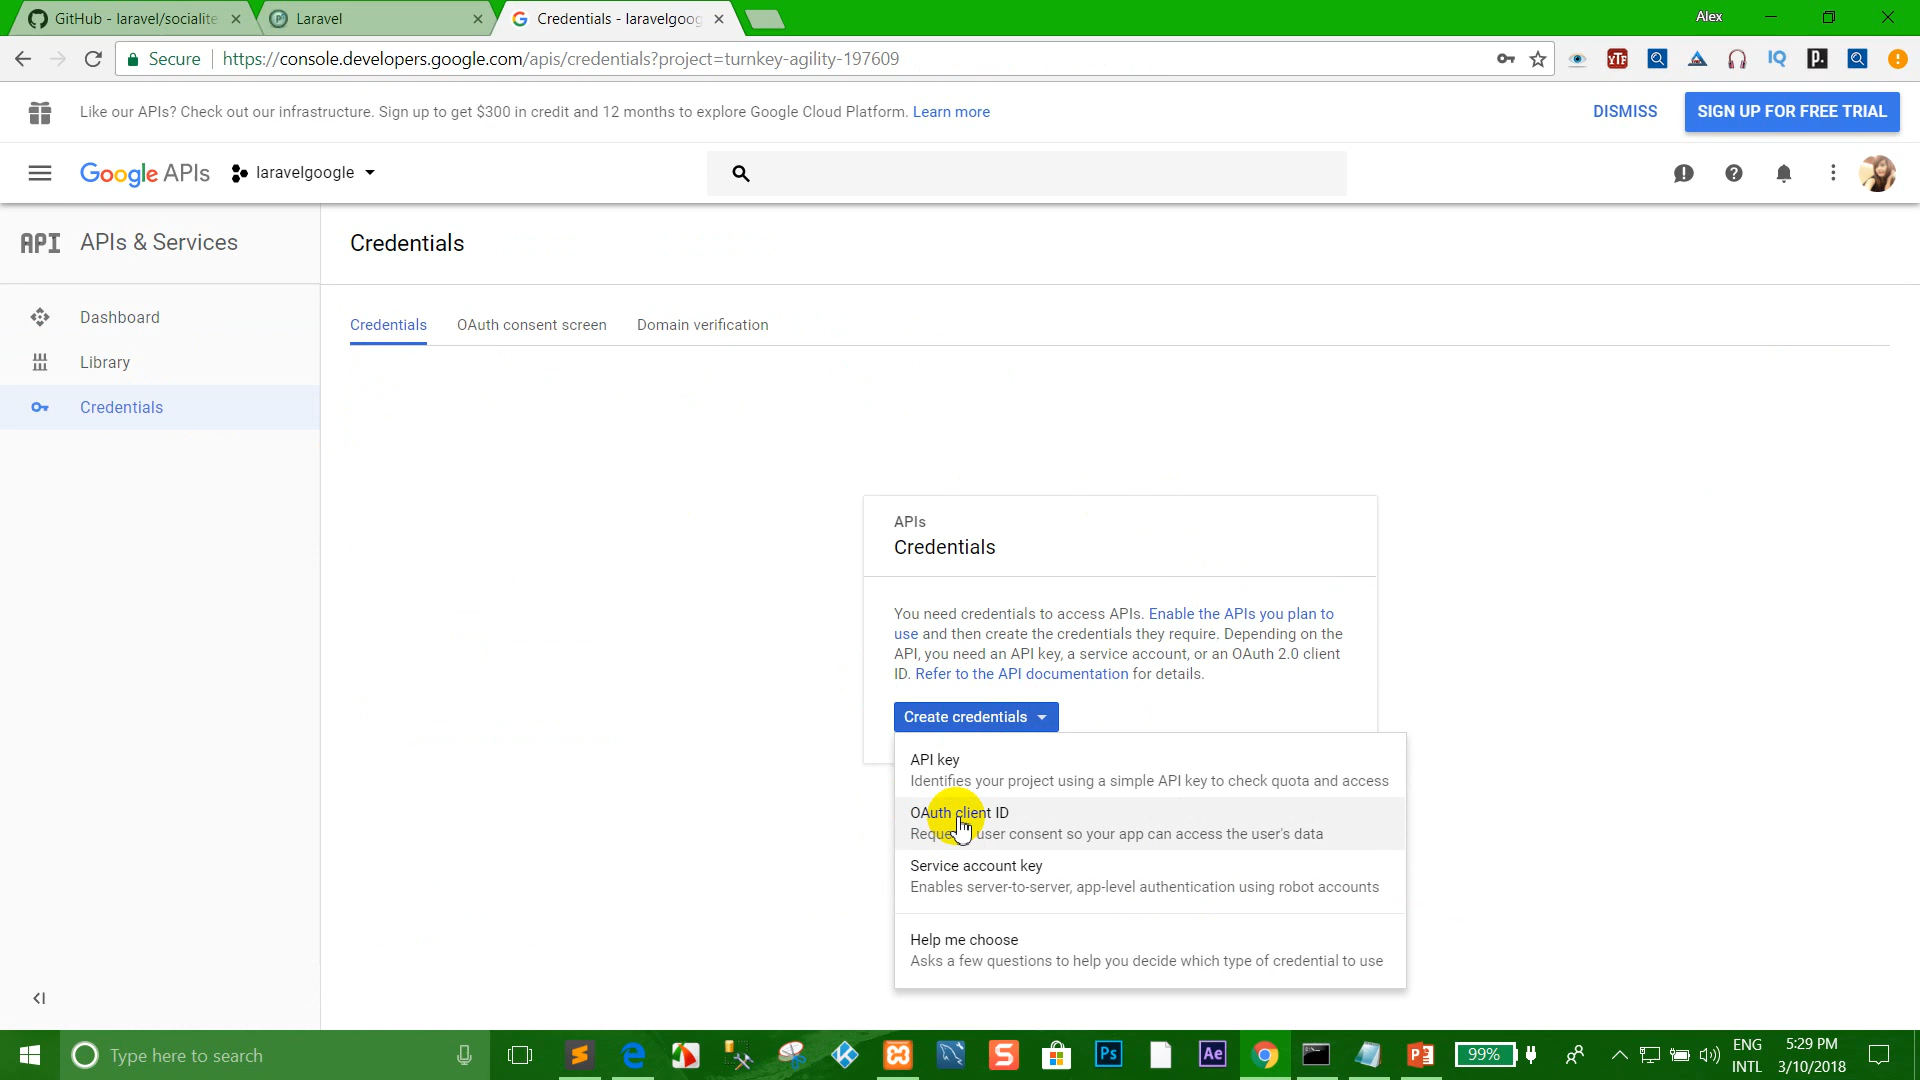 GitHub - laravel/socialite
Laravel
Credentials - laravelgoog
Alex
Secure
https://console.developers.google.com/apis/credentials?project=turnkey-agility-197609
YTF
IQ
p.
Like our APIs? Check out our infrastructure. Sign up to get $300 in credit and 12 months to explore Google Cloud Platform. Learn more
DISMISS
SIGN UP FOR FREE TRIAL
Google APIs
laravelgoogle
API
APIs & Services
Credentials
Dashboard
Library
Credentials
Credentials
OAuth consent screen
Domain verification
APIs
Credentials
You need credentials to access APIs. Enable the APIs you plan to
use and then create the credentials they require. Depending on the
API, you need an API key, a service account, or an OAuth 2.0 client
ID. Refer to the API documentation for details.
Create credentials
API key
Identifies your project using a simple API key to check quota and access
OAuth client ID
user consent so your app can access the user's data
Service account key
Enables server-to-server, app-level authentication using robot accounts
Help me choose
Asks a few questions to help you decide which type of credential to use
Type here to search
Ps
Ae
99%
ENG
INTL
5:29 PM
3/10/2018